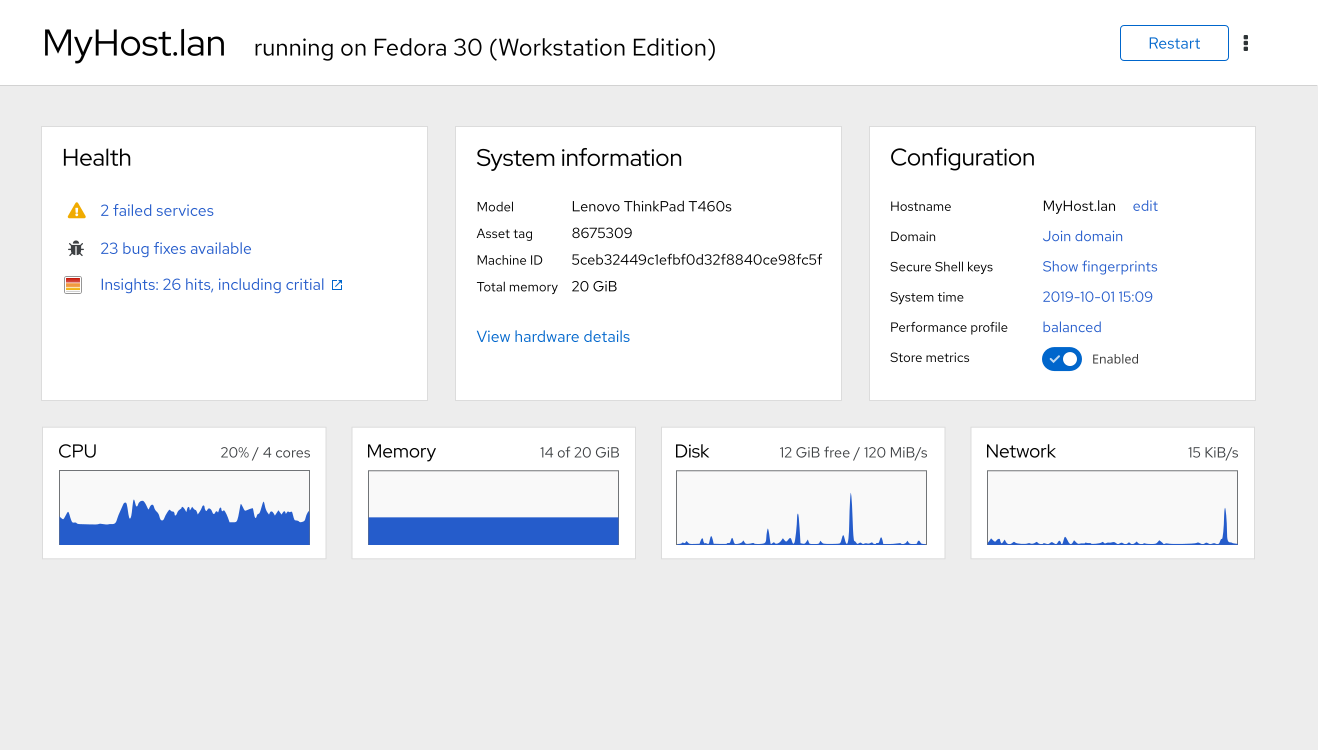 MyHost.lan running on Fedora 30 (Workstation Edition)
Restart
Health
2 failed services
23 bug fixes available
Insights: 26 hits, including critial
System information
Model Lenovo ThinkPad T460s
Asset tag 8675309
Machine ID 5ceb32449c1efbf0d32f8840ce98fc5f
Total memory 20 GiB
View hardware details
Configuration
Hostname MyHost.lan edit
Domain Join domain
Secure Shell keys Show fingerprints
System time 2019-10-01 15:09
Performance profile balanced
Store metrics Enabled
CPU 20% / 4 cores
Memory 14 of 20 GiB
Disk 12 GiB free / 120 MiB/s
Network 15 KiB/s